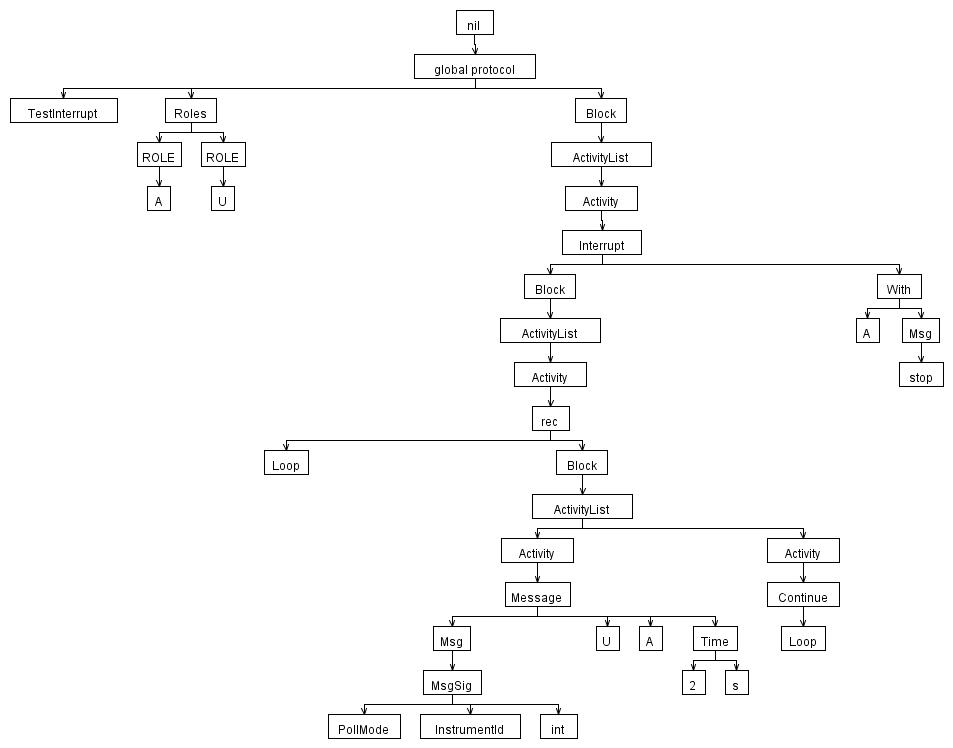 nil
global protocol
TestInterrupt Roles Block
ROLE ROLE ActivityList
A U Activity
Interrupt
Block With
ActivityList A Msg
Activity stop
rec
Loop Block
ActivityList
Activity Activity
Message Continue
Msg U A Time Loop
MsgSig 2 s
PollMode InstrumentId int